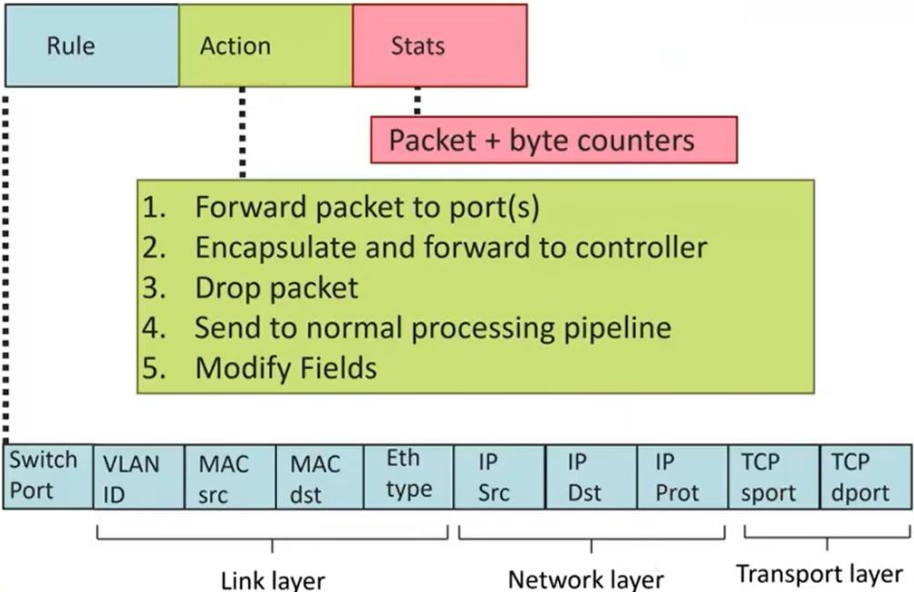 Rule Action Stats
Packet + byte counters
1. Forward packet to port(s)
2. Encapsulate and forward to controller
3. Drop packet
4. Send to normal processing pipeline
5. Modify Fields
Switch VLAN MAC MAC Eth IP IP IP TCP TCP
Port ID src dst type Src Dst Prot sport dport
Link layer Network layer Transport layer